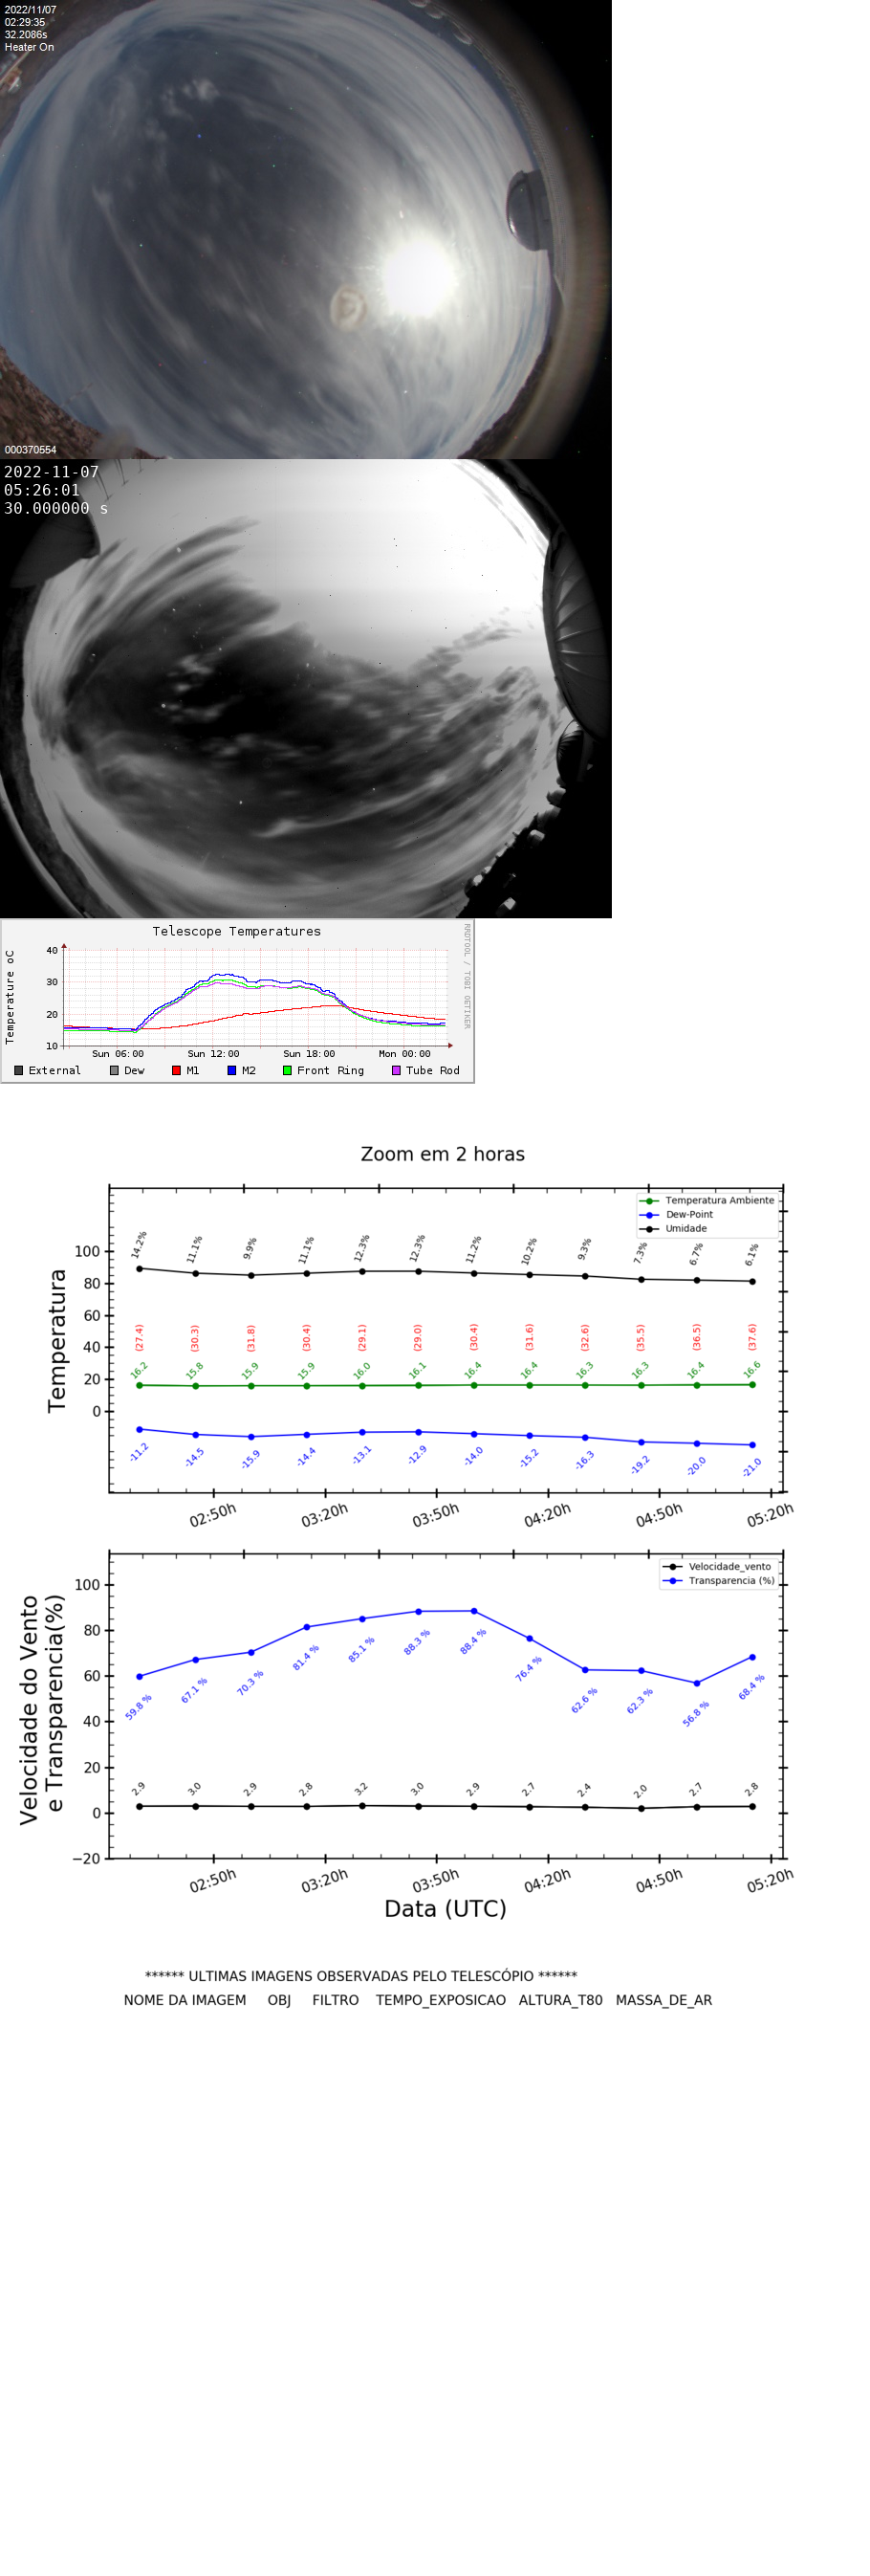 2022/11/07
02:29:35
32.2086s
Heater On
000370554
2022-11-07
05:26:01
30.000000 s
Telescope Temperatures
Temperature oC
40
30
20
10
Sun 06:00 Sun 12:00 Sun 18:00 Mon 00:00
External Dew M1 M2 Front Ring Tube Rod
RRDTOOL / TOBI OETIKER
Zoom em 2 horas
Temperatura
Temperatura Ambiente
Dew-Point
Umidade
100
80
60
40
20
0
14.2% 11.1% 9.9% 11.1% 12.3% 12.3% 11.2% 10.2% 9.3% 7.3% 6.7% 6.1%
(27.4) (30.3) (31.8) (30.4) (29.1) (29.0) (30.4) (31.6) (32.6) (35.5) (36.5) (37.6)
16.2 15.8 15.9 15.9 16.0 16.1 16.4 16.4 16.3 16.3 16.4 16.6
-11.2 -14.5 -15.9 -14.4 -13.1 -12.9 -14.0 -15.2 -16.3 -19.2 -20.0 -21.0
02:50h 03:20h 03:50h 04:20h 04:50h 05:20h
Velocidade do Vento
e Transparencia(%)
Velocidade_vento
Transparencia (%)
100
80
60
40
20
0
−20
59.8 % 67.1 % 70.3 % 81.4 % 85.1 % 88.3 % 88.4 % 76.4 % 62.6 % 62.3 % 56.8 % 68.4 %
2.9 3.0 2.9 2.8 3.2 3.0 2.9 2.7 2.4 2.0 2.7 2.8
02:50h 03:20h 03:50h 04:20h 04:50h 05:20h
Data (UTC)
****** ULTIMAS IMAGENS OBSERVADAS PELO TELESCÓPIO ******
NOME DA IMAGEM OBJ FILTRO TEMPO_EXPOSICAO ALTURA_T80 MASSA_DE_AR